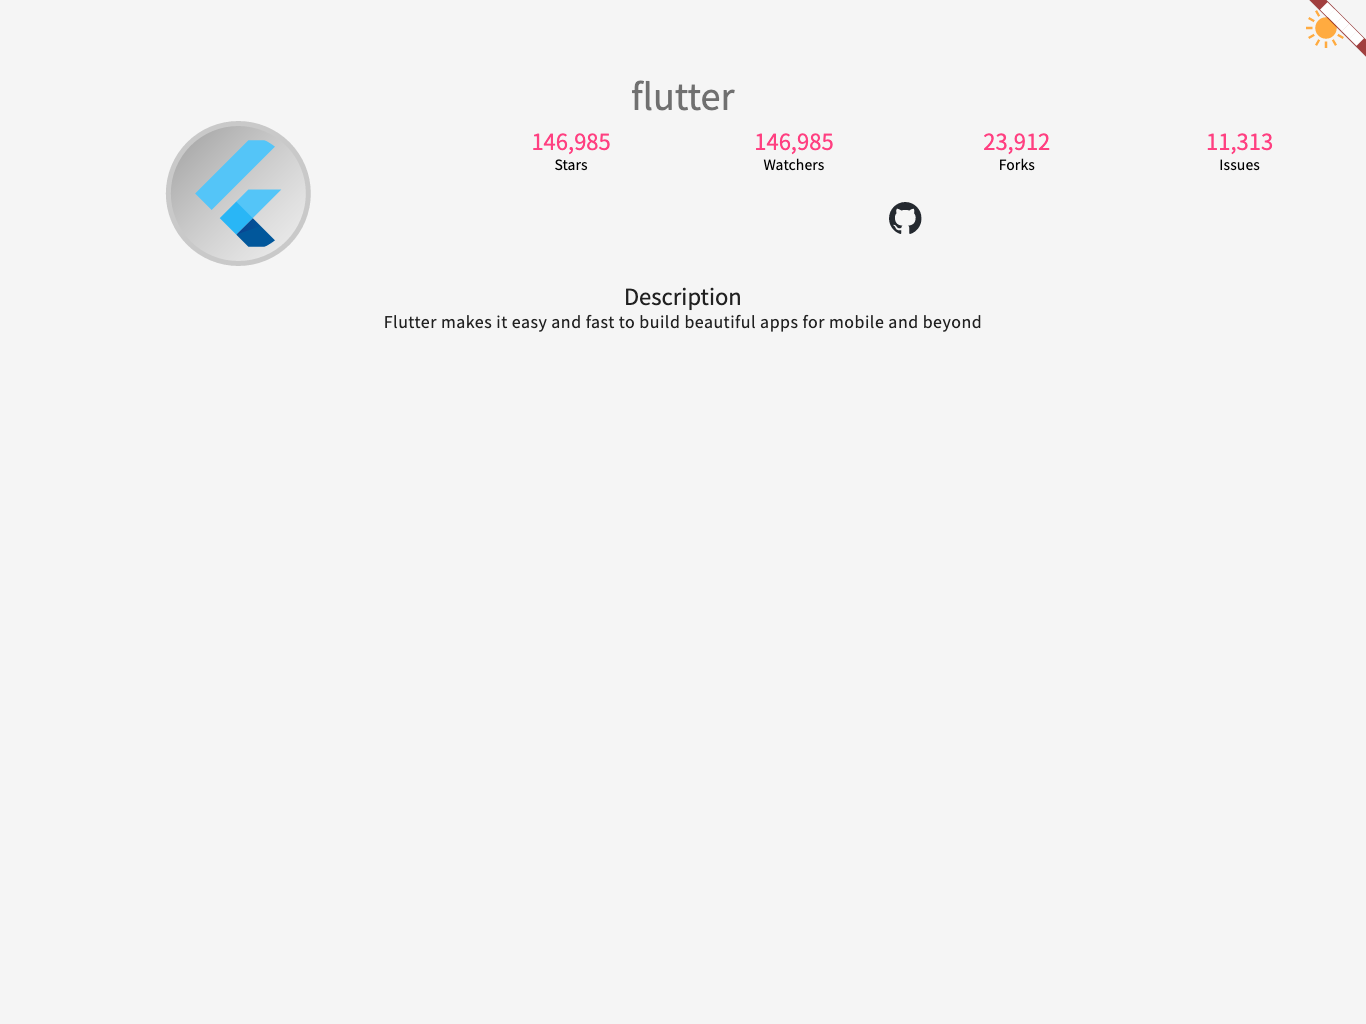 flutter
146,985 146,985 23,912 11,313
Stars Watchers Forks Issues
Description
Flutter makes it easy and fast to build beautiful apps for mobile and beyond